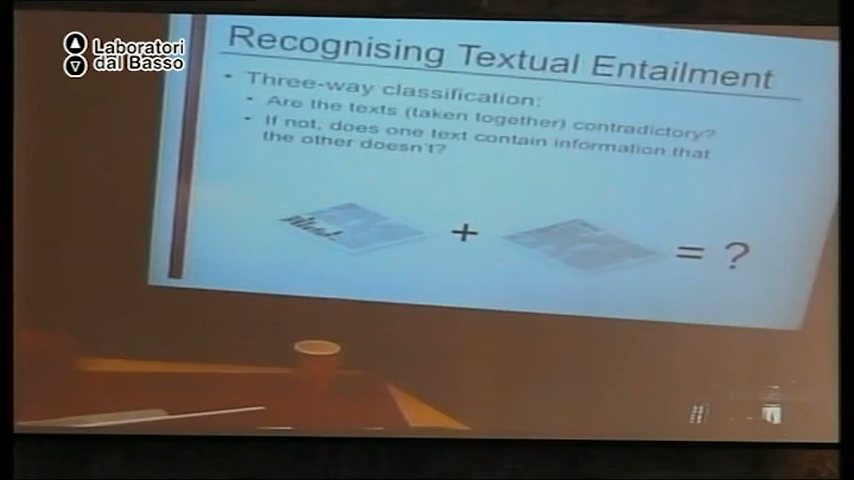 Laboratori
dal Basso
Recognising Textual Entailment
• Three-way classification:
• Are the texts (taken together) contradictory?
• If not, does one text contain information that
the other doesn't?
+ = ?